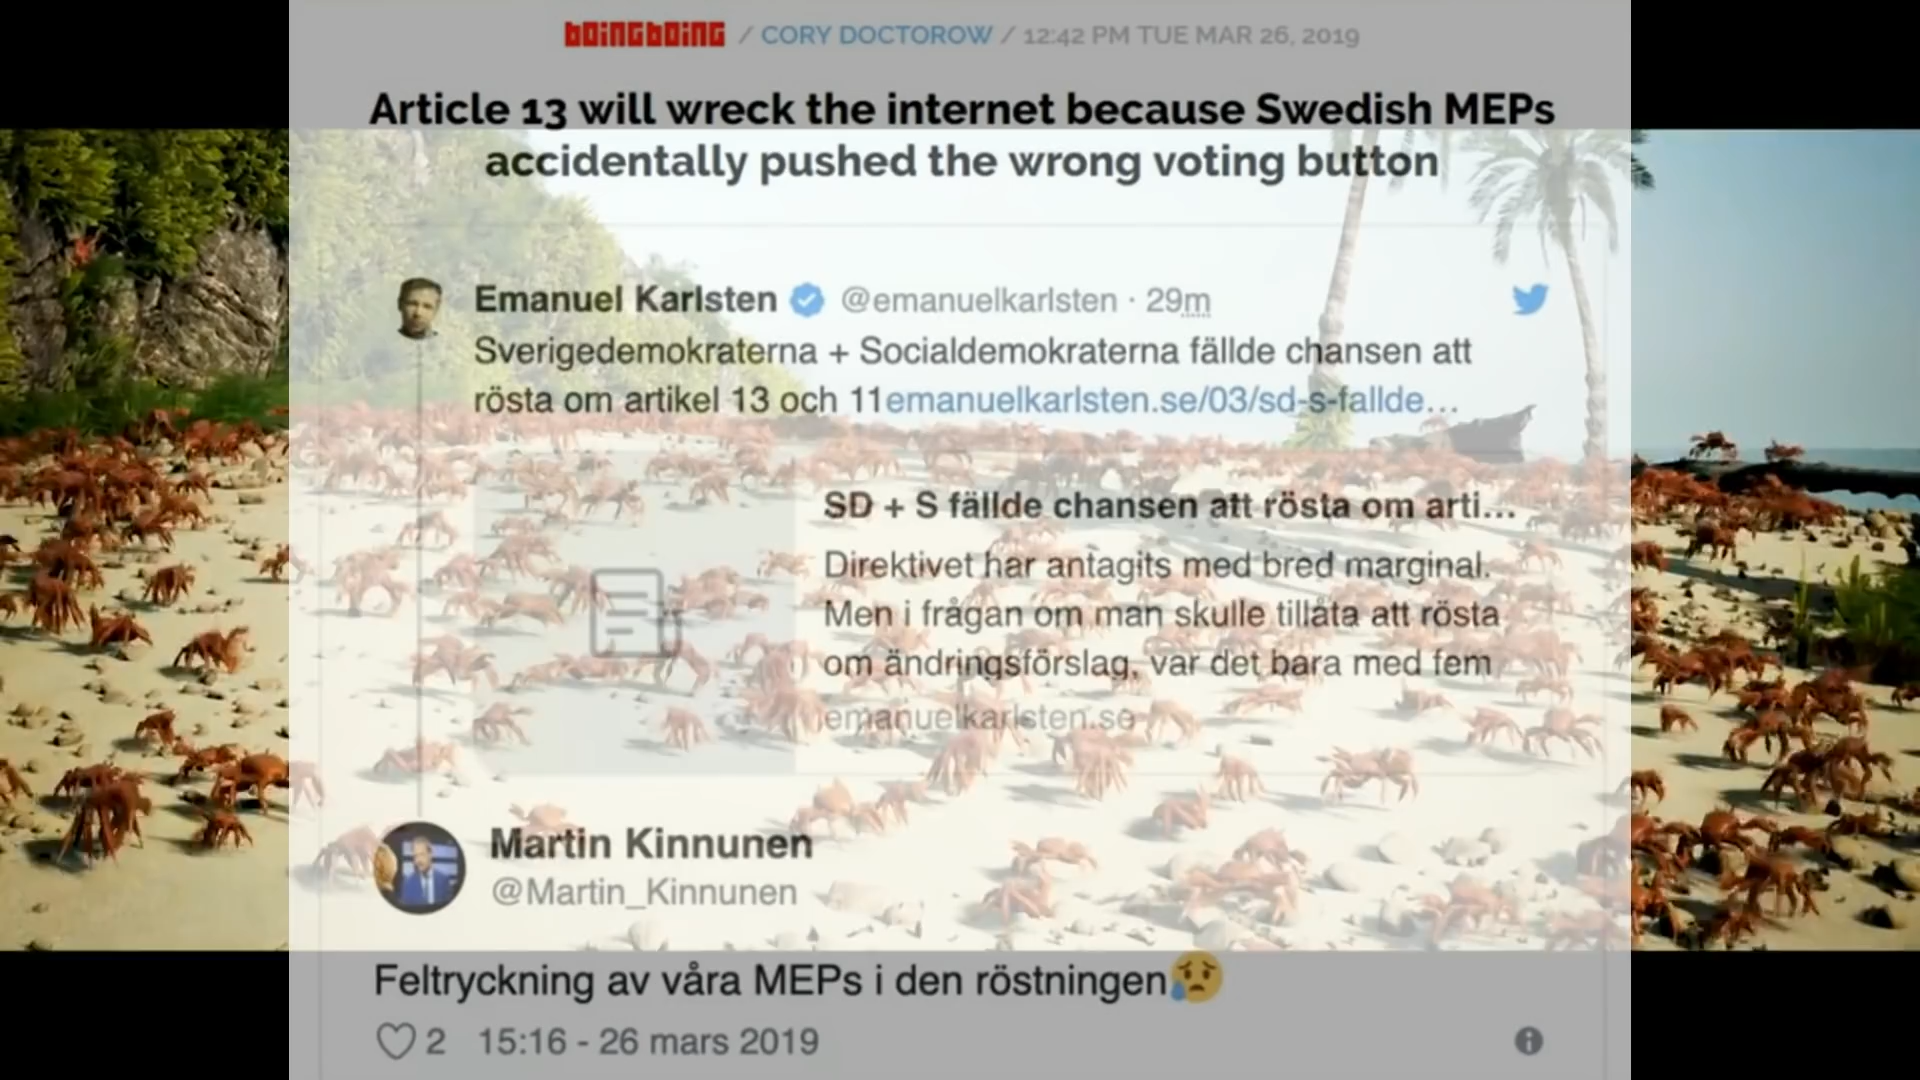 boingboing / CORY DOCTOROW / 12:42 PM TUE MAR 26, 2019
Article 13 will wreck the internet because Swedish MEPs
accidentally pushed the wrong voting button
Emanuel Karlsten @emanuelkarlsten · 29m
Sverigedemokraterna + Socialdemokraterna fällde chansen att
rösta om artikel 13 och 11emanuelkarlsten.se/03/sd-s-fallde…
SD + S fällde chansen att rösta om arti…
Direktivet har antagits med bred marginal.
Men i frågan om man skulle tillåta att rösta
om ändringsförslag, var det bara med fem
emanuelkarlsten.se
Martin Kinnunen
@Martin_Kinnunen
Feltryckning av våra MEPs i den röstningen😥
2 15:16 - 26 mars 2019